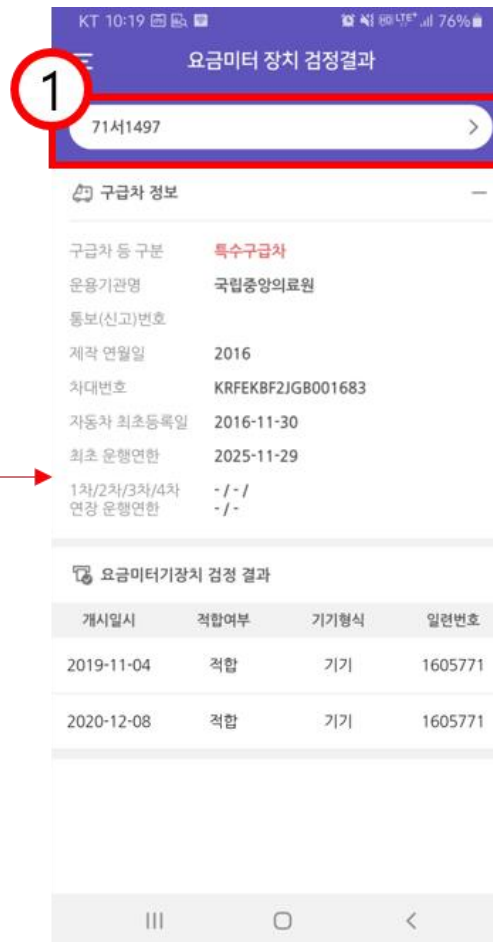 KT 10:19 76%
요금미터 장치 검정결과
1
71서1497
구급차 정보
구급차 등 구분 특수구급차
운용기관명 국립중앙의료원
통보(신고)번호
제작 연월일 2016
차대번호 KRFEKBF2JGB001683
자동차 최초등록일 2016-11-30
최초 운행연한 2025-11-29
1차/2차/3차/4차 - / - /
연장 운행연한 - / -
요금미터기장치 검정 결과
개시일시 적합여부 기기형식 일련번호
2019-11-04 적합 기기 1605771
2020-12-08 적합 기기 1605771